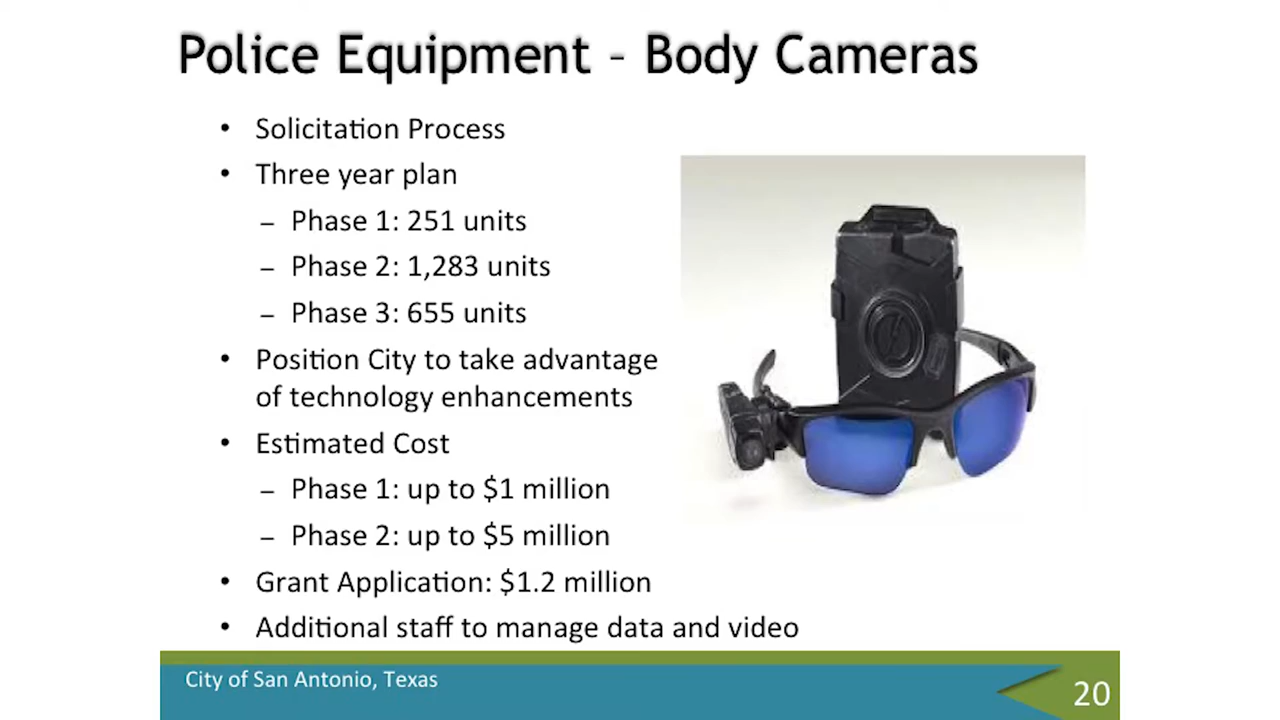 Police Equipment – Body Cameras
• Solicitation Process
• Three year plan
– Phase 1: 251 units
– Phase 2: 1,283 units
– Phase 3: 655 units
• Position City to take advantage
of technology enhancements
• Estimated Cost
– Phase 1: up to $1 million
– Phase 2: up to $5 million
• Grant Application: $1.2 million
• Additional staff to manage data and video
City of San Antonio, Texas
20